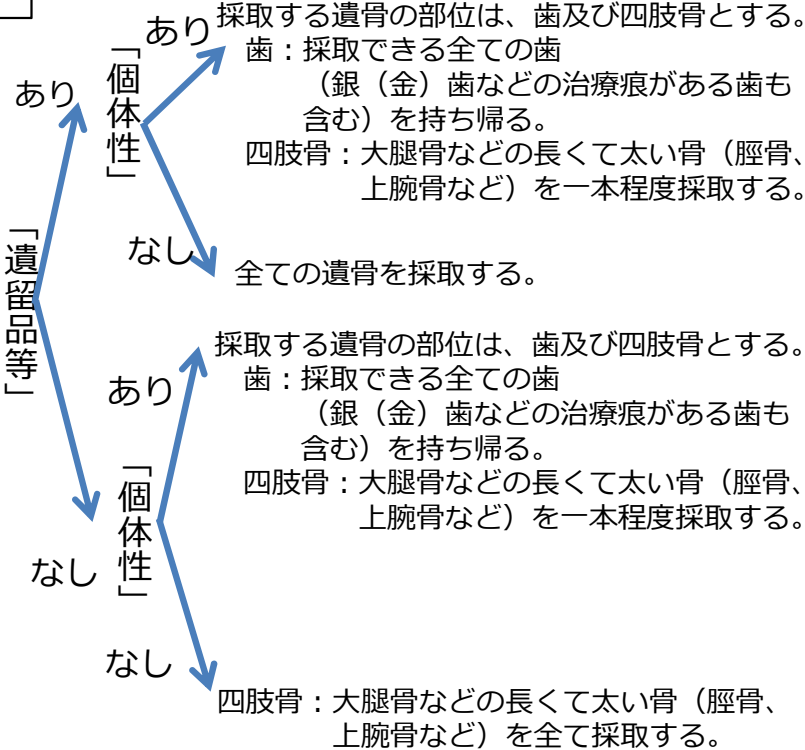 「遺留品等」
あり
「個体性」
あり
採取する遺骨の部位は、歯及び四肢骨とする。
歯：採取できる全ての歯
（銀（金）歯などの治療痕がある歯も
含む）を持ち帰る。
四肢骨：大腿骨などの長くて太い骨（脛骨、
上腕骨など）を一本程度採取する。
なし
全ての遺骨を採取する。
なし
「個体性」
あり
採取する遺骨の部位は、歯及び四肢骨とする。
歯：採取できる全ての歯
（銀（金）歯などの治療痕がある歯も
含む）を持ち帰る。
四肢骨：大腿骨などの長くて太い骨（脛骨、
上腕骨など）を一本程度採取する。
なし
四肢骨：大腿骨などの長くて太い骨（脛骨、
上腕骨など）を全て採取する。